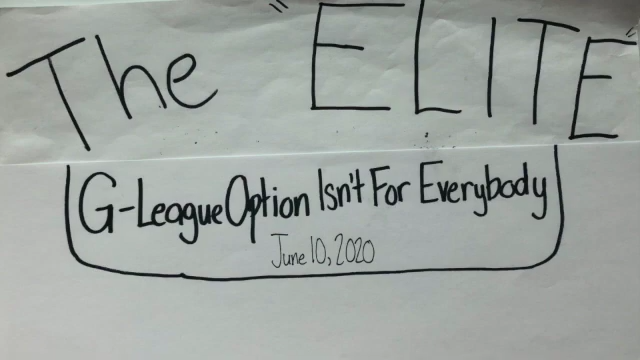 The "ELITE"
G-League Option Isn't For Everybody
June 10, 2020